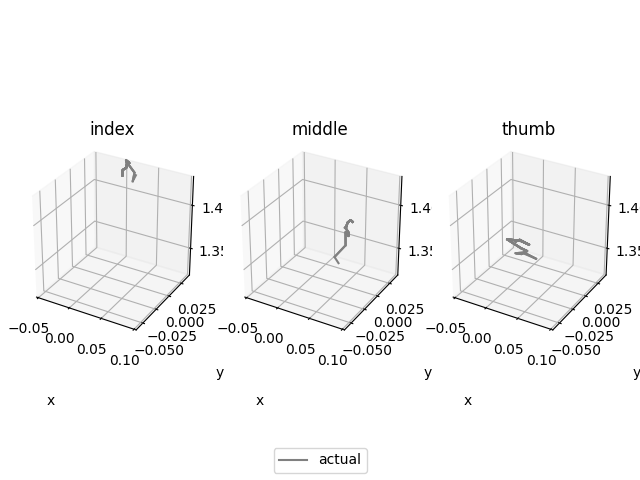 index middle thumb
1.4 1.4 1.4
1.35 1.35 1.35
0.025 0.025 0.025
0.000 0.000 0.000
−0.025 −0.025 −0.025
−0.050 −0.050 −0.050
−0.05 0.00 0.05 0.10 −0.05 0.00 0.05 0.10 −0.05 0.00 0.05 0.10
y y y
x x x
actual